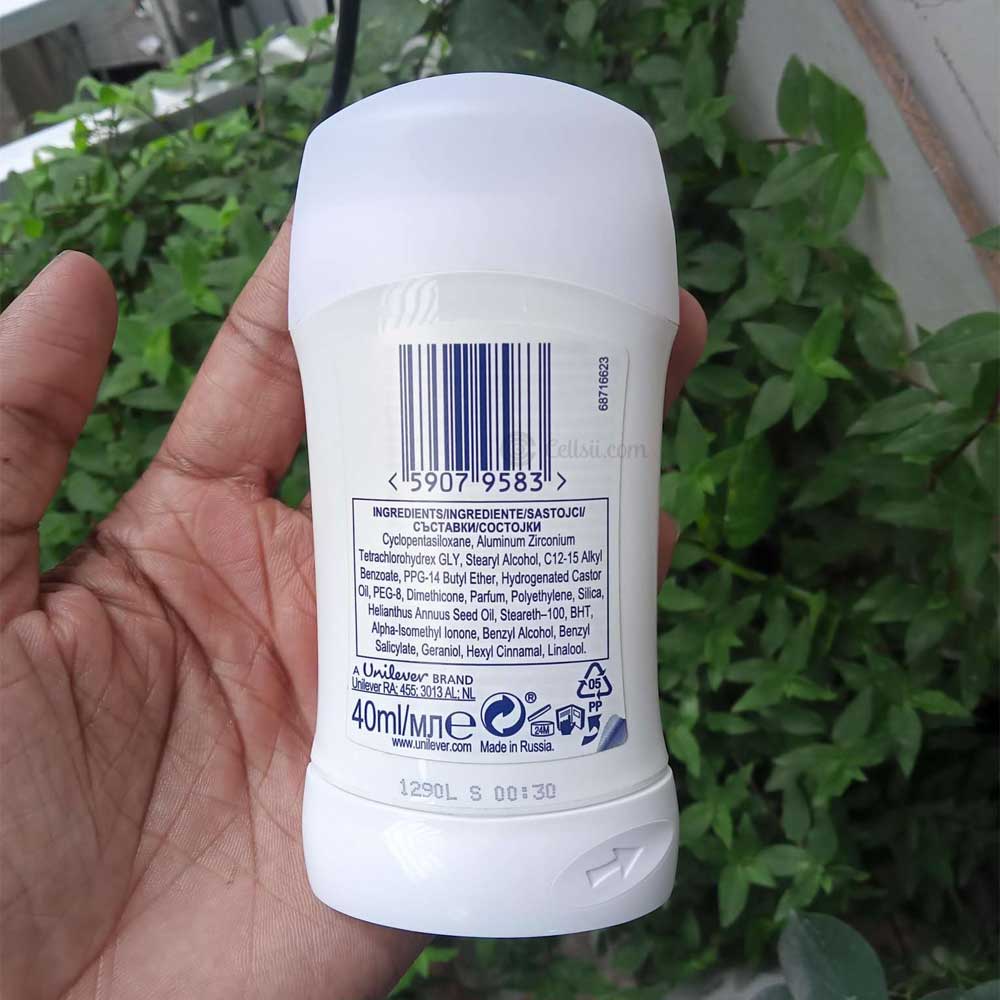 68716623
Cellsii.com
<5907 9583>
INGREDIENTS/INGREDIENTE/SASTOJCI/
СЪСТАВКИ/СОСТОЈКИ
Cyclopentasiloxane, Aluminum Zirconium
Tetrachlorohydrex GLY, Stearyl Alcohol, C12-15 Alkyl
Benzoate, PPG-14 Butyl Ether, Hydrogenated Castor
Oil, PEG-8, Dimethicone, Parfum, Polyethylene, Silica,
Helianthus Annuus Seed Oil, Steareth–100, BHT,
Alpha-Isomethyl Ionone, Benzyl Alcohol, Benzyl
Salicylate, Geraniol, Hexyl Cinnamal, Linalool.
A Unilever® BRAND
Unilever RA: 455; 3013 AL; NL
05
PP
40ml/МЛ e
®
24M
www.unilever.com Made in Russia.
1290L S 00:30